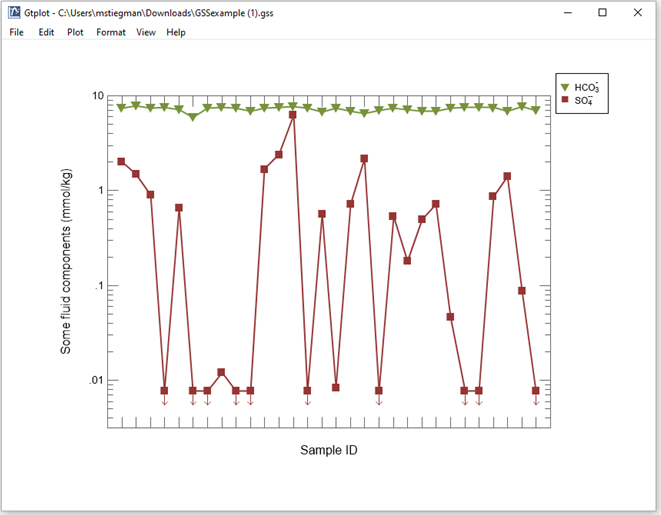 Gtplot - C:\Users\mstiegman\Downloads\GSSexample (1).gss
File Edit Plot Format View Help
HCO₃⁻
SO₄⁻⁻
10
1
.1
.01
Some fluid components (mmol/kg)
Sample ID